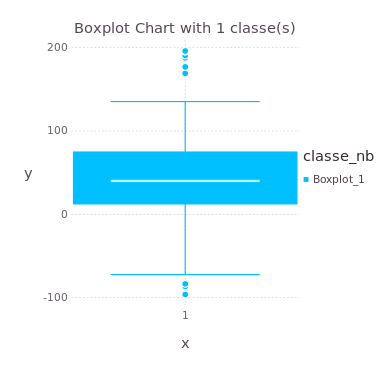 Boxplot Chart with 1 classe(s)
200
100
0
-100
y
1
x
classe_nb
Boxplot_1